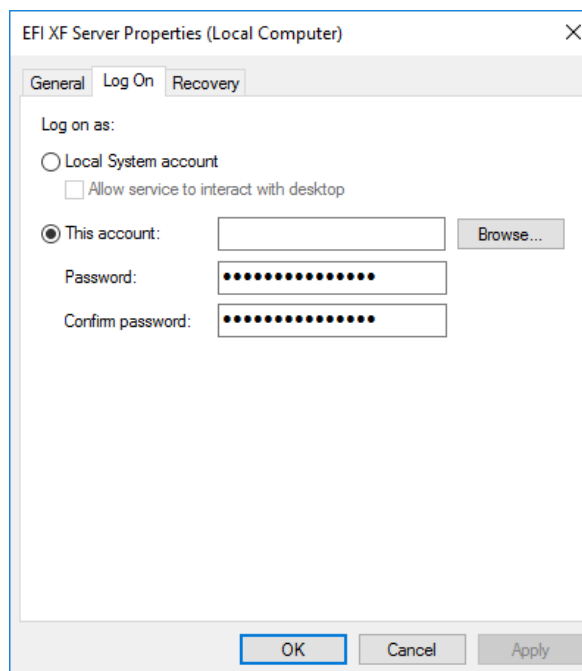 EFI XF Server Properties (Local Computer)
General Log On Recovery
Log on as:
Local System account
Allow service to interact with desktop
This account: Browse...
Password: •••••••••••••••
Confirm password: •••••••••••••••
OK Cancel Apply